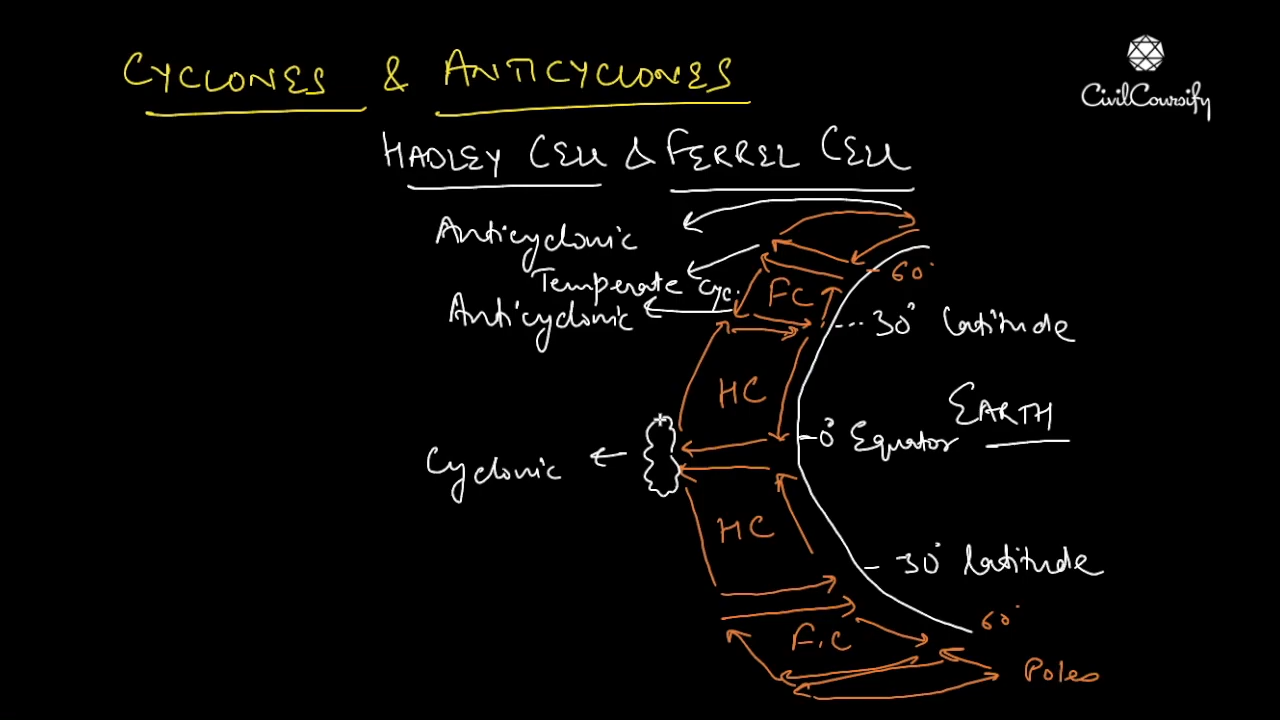 CYCLONES & ANTICYCLONES
CivilCoursify
HADLEY CELL & FERREL CELL
Anticyclonic
Temperate Cyc.
Anticyclonic
FC
60°
30° latitude
HC
EARTH
0° Equator
Cyclonic
HC
30° latitude
60°
F.C
Poles